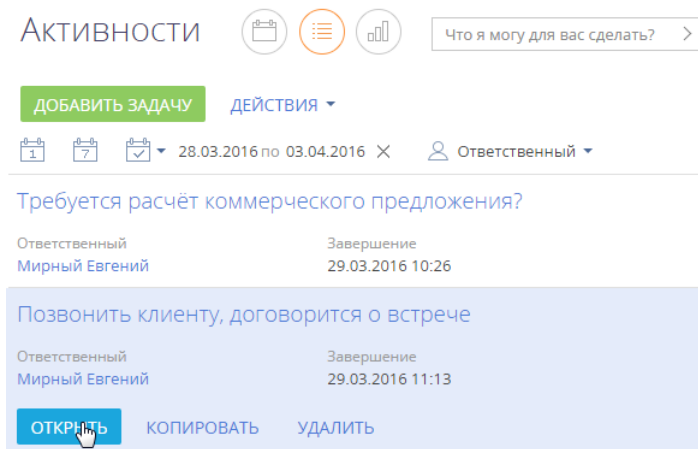 Активности
Что я могу для вас сделать?
ДОБАВИТЬ ЗАДАЧУ ДЕЙСТВИЯ
1 7 28.03.2016 по 03.04.2016 Ответственный
Требуется расчёт коммерческого предложения?
Ответственный Завершение
Мирный Евгений 29.03.2016 10:26
Позвонить клиенту, договорится о встрече
Ответственный Завершение
Мирный Евгений 29.03.2016 11:13
ОТКРЫТЬ КОПИРОВАТЬ УДАЛИТЬ